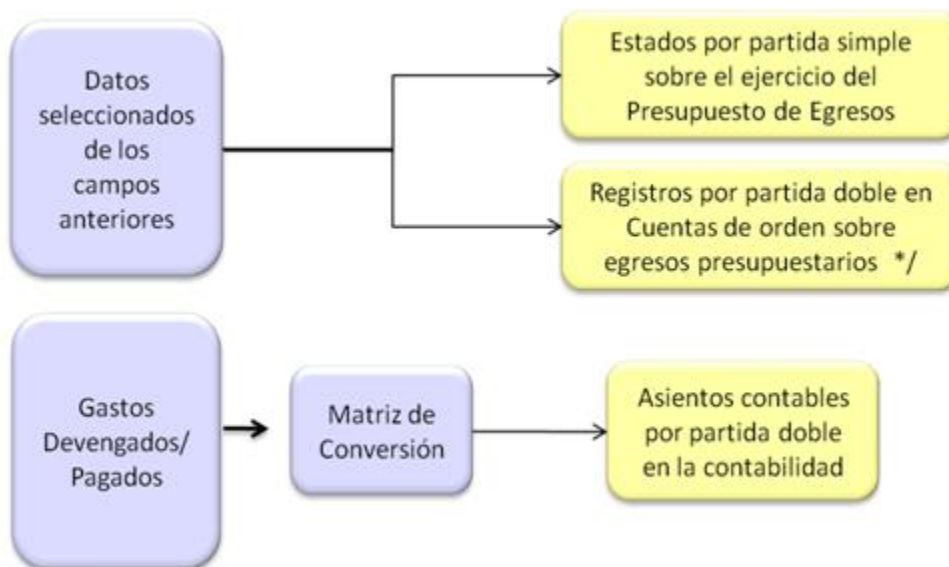 Datos
seleccionados
de los
campos
anteriores
Estados por partida simple
sobre el ejercicio del
Presupuesto de Egresos
Registros por partida doble en
Cuentas de orden sobre
egresos presupuestarios */
Gastos
Devengados/
Pagados
Matriz de
Conversión
Asientos contables
por partida doble
en la contabilidad